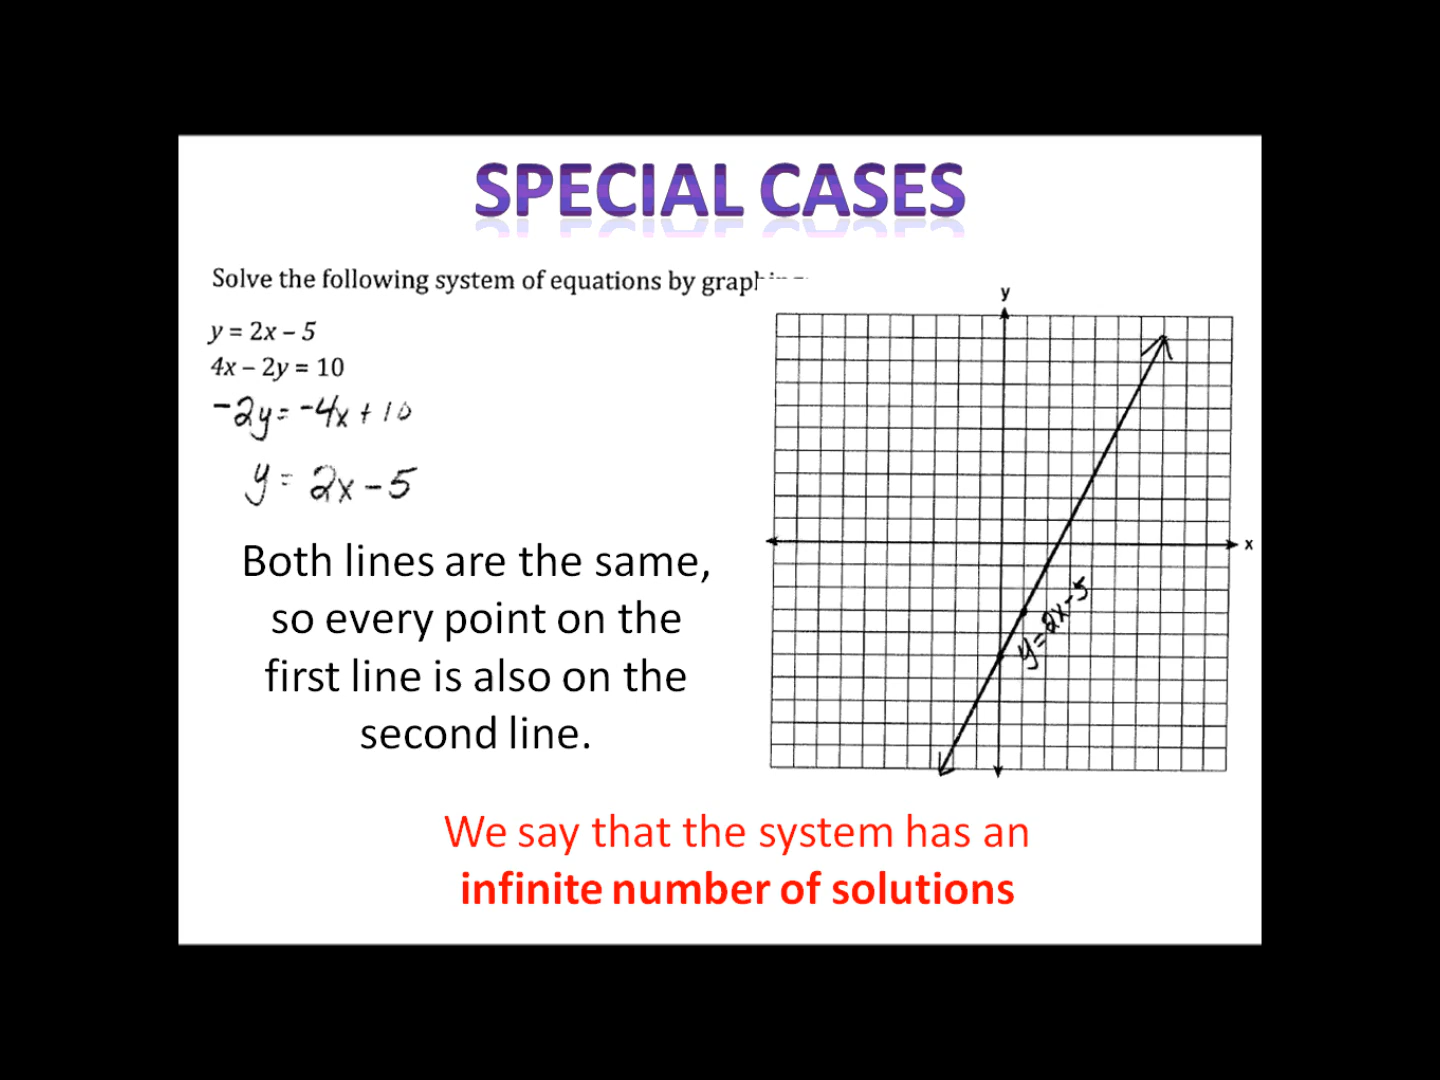 SPECIAL CASES
Solve the following system of equations by
y = 2x – 5
4x – 2y = 10
-2y = -4x + 10
y = 2x - 5
Both lines are the same,
so every point on the
first line is also on the
second line.
y
x
y = 2x - 5
We say that the system has an
infinite number of solutions